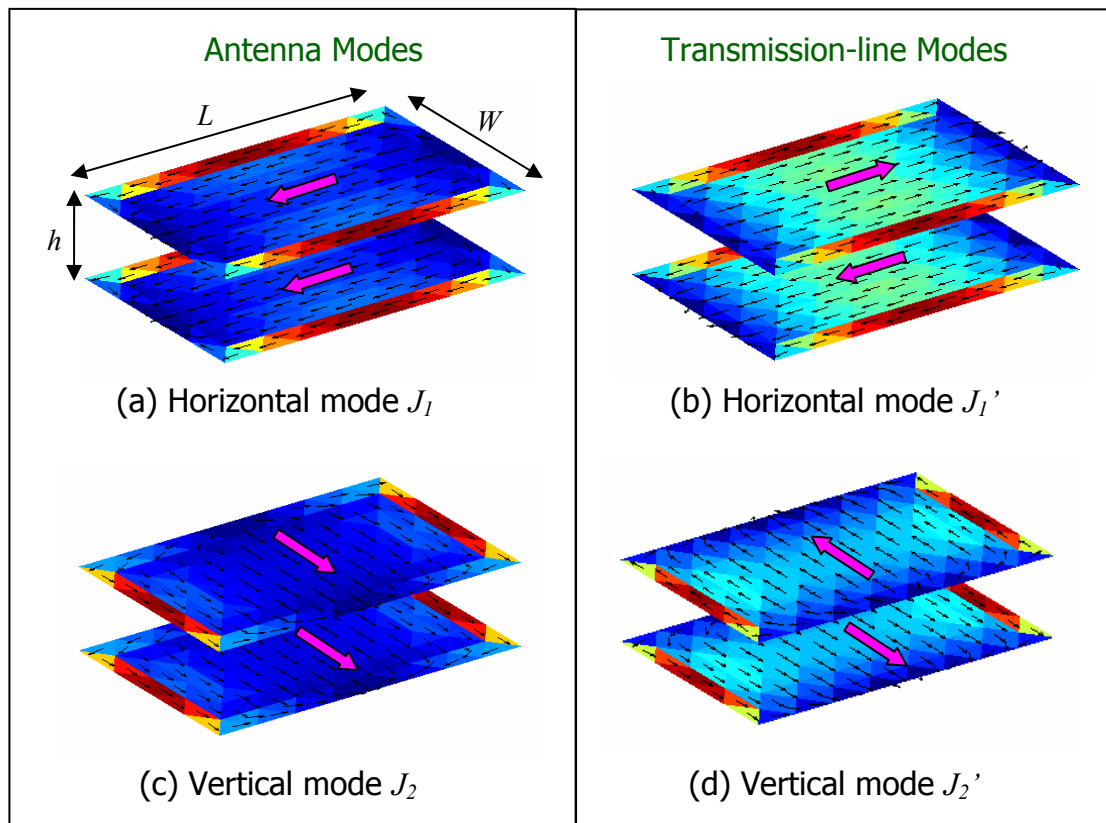 Antenna Modes
L
W
h
(a) Horizontal mode J₁
Transmission-line Modes
(b) Horizontal mode J₁’
(c) Vertical mode J₂
(d) Vertical mode J₂’